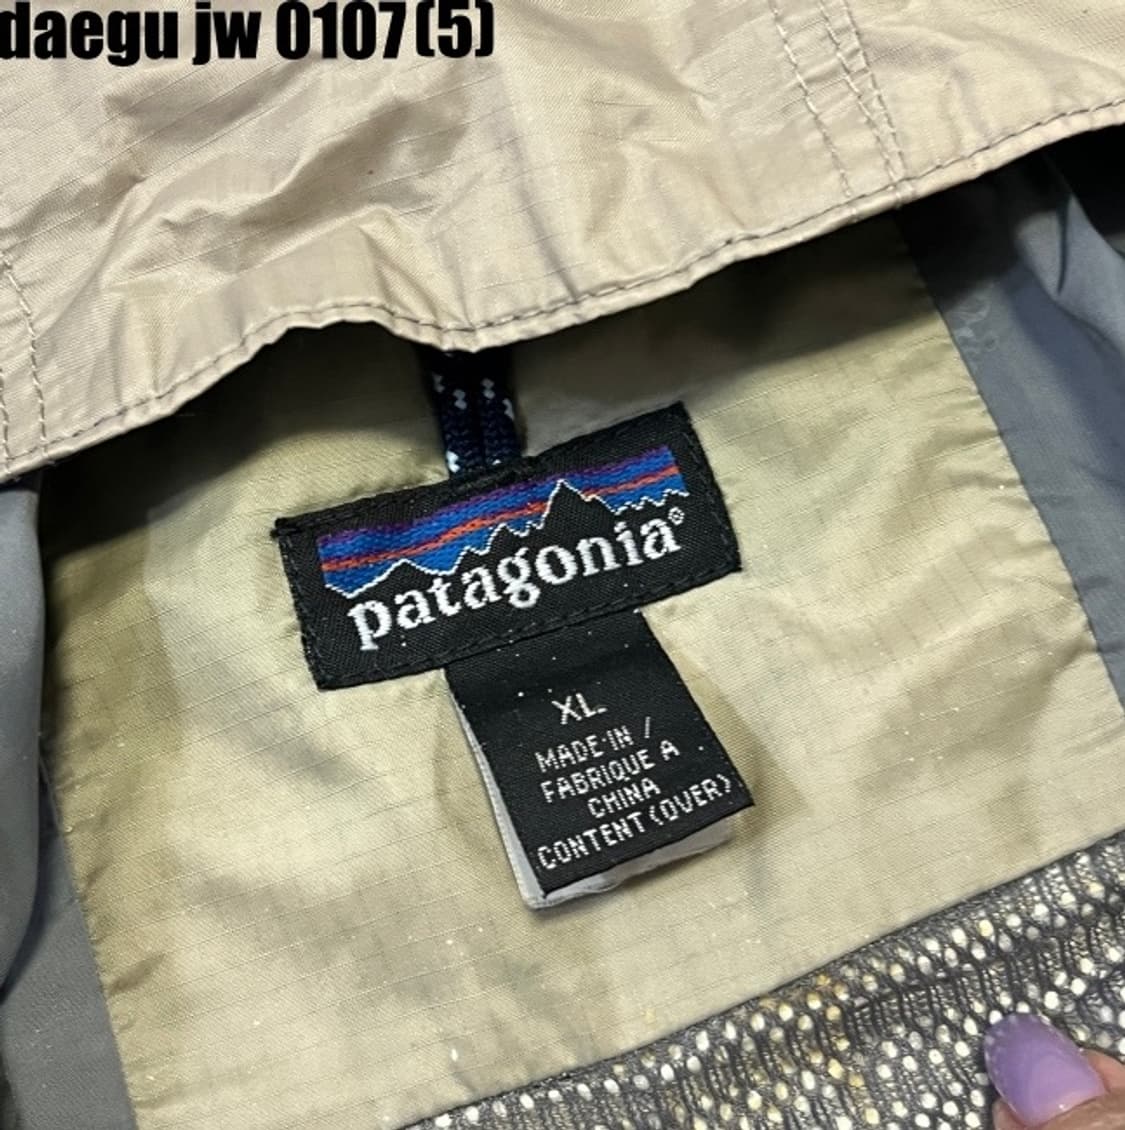 daegu jw 0107(5)
patagonia®
XL
MADE IN /
FABRIQUE A
CHINA
CONTENT (OVER)